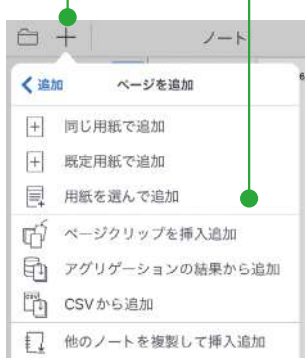 ノート
追加 ページを追加
6
同じ用紙で追加
既定用紙で追加
用紙を選んで追加
ページクリップを挿入追加
アグリゲーションの結果から追加
CSV
CSVから追加
他のノートを複製して挿入追加